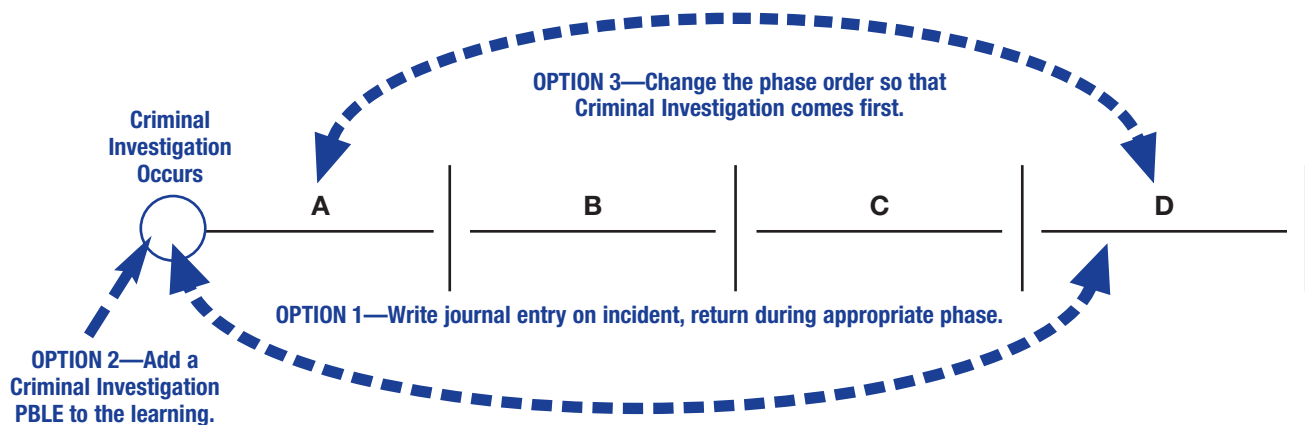 OPTION 3—Change the phase order so that
Criminal Investigation comes first.
Criminal
Investigation
Occurs
A
B
C
D
OPTION 1—Write journal entry on incident, return during appropriate phase.
OPTION 2—Add a
Criminal Investigation
PBLE to the learning.